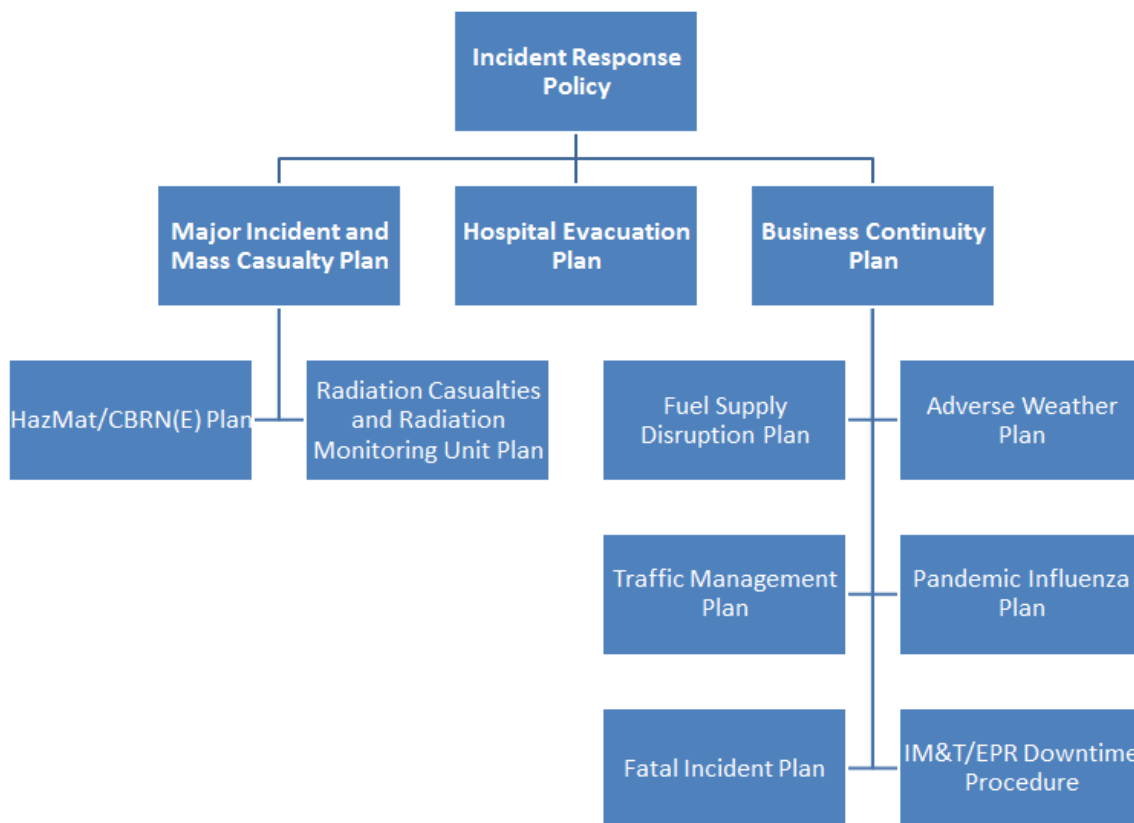 Incident Response
Policy
Major Incident and
Mass Casualty Plan
Hospital Evacuation
Plan
Business Continuity
Plan
HazMat/CBRN(E) Plan
Radiation Casualties
and Radiation
Monitoring Unit Plan
Fuel Supply
Disruption Plan
Adverse Weather
Plan
Traffic Management
Plan
Pandemic Influenza
Plan
Fatal Incident Plan
IM&T/EPR Downtime
Procedure